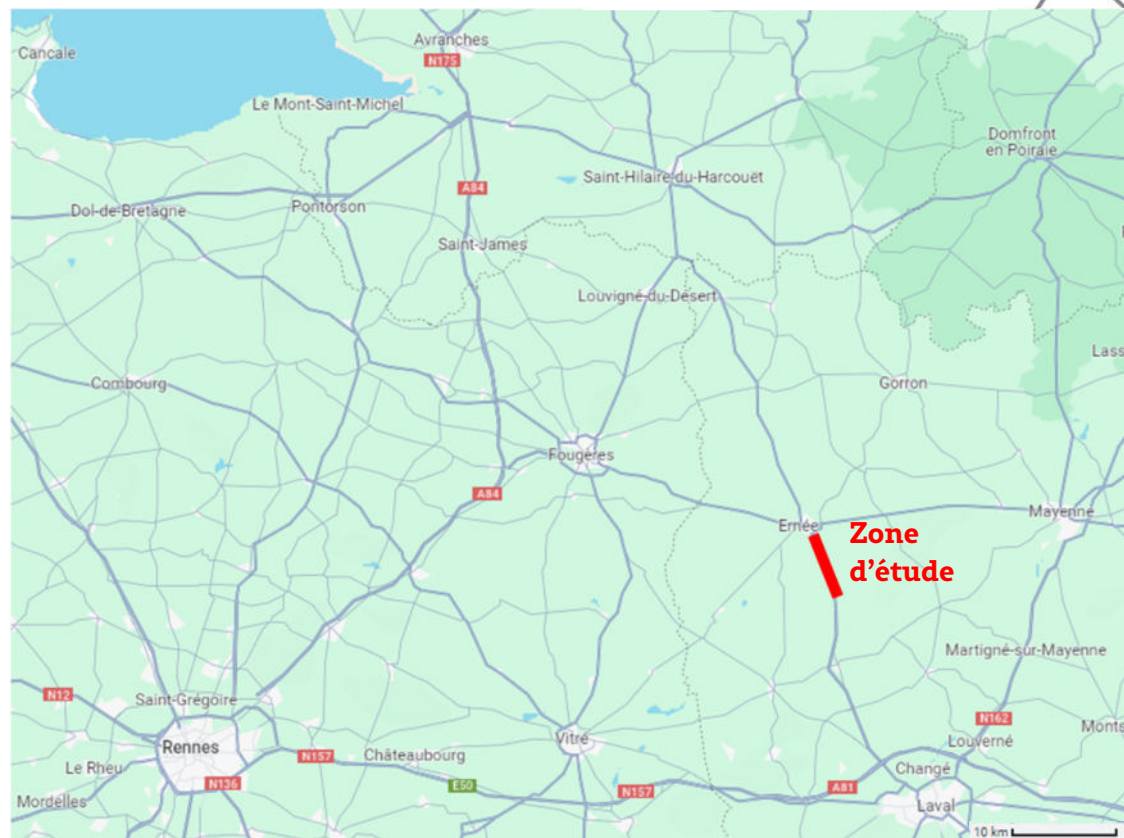 Cancale
Avranches
N175
Le Mont-Saint-Michel
Domfront
en Poiraie
Saint-Hilaire-du-Harcouët
A84
Dol-de-Bretagne
Pontorson
Saint-James
Louvigné-du-Désert
Lass
Combourg
Gorron
Fougères
A84
Mayenne
Ernée
Zone
d'étude
Martigné-sur-Mayenne
N12
Saint-Grégoire
N162
Monts
Rennes
Vitré
Louverné
N157
Châteaubourg
Le Rheu
Changé
N136
E50
N157
A81
Mordelles
Laval
10 km